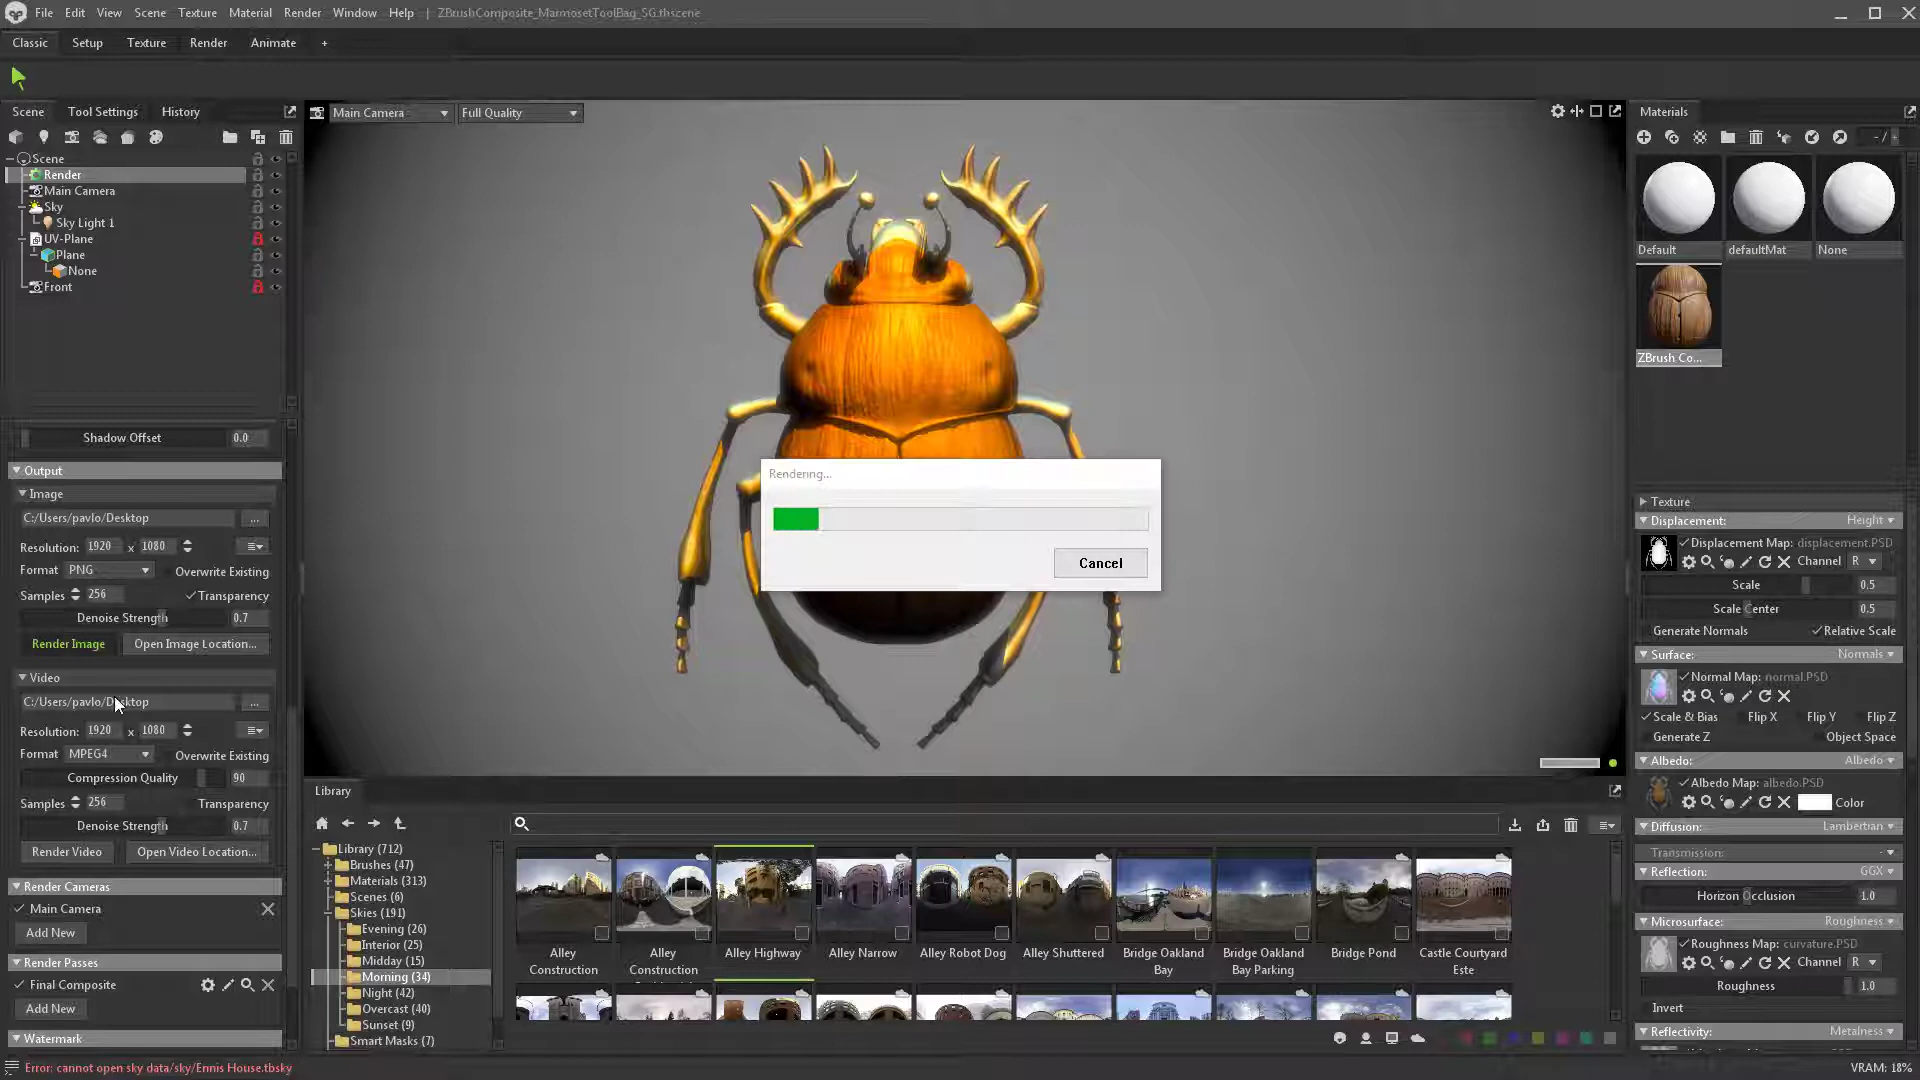 File Edit View Scene Texture Material Render Window Help | ZBrushComposite_MarmosetToolBag_SG.tbscene
Classic Setup Texture Render Animate +
Scene Tool Settings History
Scene
Render
Main Camera
Sky
Sky Light 1
UV-Plane
Plane
None
Front
Shadow Offset 0.0
Output
Image
C:/Users/pavlo/Desktop ...
Resolution: 1920 x 1080
Format PNG Overwrite Existing
Samples 256 Transparency
Denoise Strength 0.7
Render Image Open Image Location...
Video
C:/Users/pavlo/Desktop ...
Resolution: 1920 x 1080
Format MPEG4 Overwrite Existing
Compression Quality 90
Samples 256 Transparency
Denoise Strength 0.7
Render Video Open Video Location...
Render Cameras
Main Camera
Add New
Render Passes
Final Composite
Add New
Watermark
Error: cannot open sky data/sky/Ennis House.tbsky
Main Camera Full Quality
Rendering...
Cancel
Library
Library (712)
Brushes (47)
Materials (313)
Scenes (6)
Skies (191)
Evening (26)
Interior (25)
Midday (15)
Morning (34)
Night (42)
Overcast (40)
Sunset (9)
Smart Masks (7)
Alley Construction
Alley Construction
Alley Highway
Alley Narrow
Alley Robot Dog
Alley Shuttered
Bridge Oakland Bay
Bridge Oakland Bay Parking
Bridge Pond
Castle Courtyard Este
Materials
- / -
Default defaultMat None
ZBrush Co...
Texture
Displacement: Height
Displacement Map: displacement.PSD
Channel R
Scale 0.5
Scale Center 0.5
Generate Normals Relative Scale
Surface: Normals
Normal Map: normal.PSD
Scale & Bias Flip X Flip Y Flip Z
Generate Z Object Space
Albedo: Albedo
Albedo Map: albedo.PSD
Color
Diffusion: Lambertian
Transmission: -
Reflection: GGX
Horizon Occlusion 1.0
Microsurface: Roughness
Roughness Map: curvature.PSD
Channel R
Roughness 1.0
Invert
Reflectivity: Metalness
VRAM: 18%